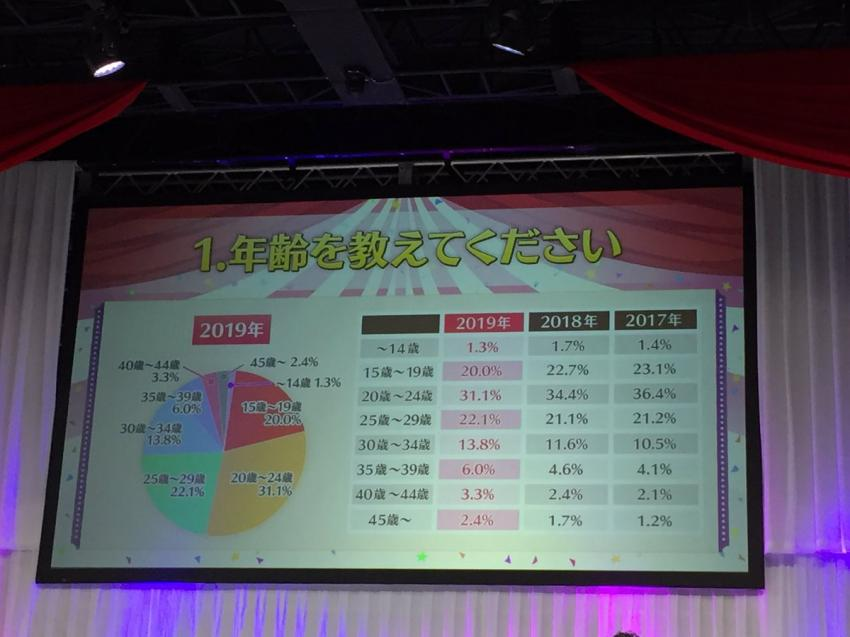 1.年齢を教えてください
2019年
45歳～ 2.4%
～14歳 1.3%
15歳～19歳
20.0%
20歳～24歳
31.1%
25歳～29歳
22.1%
30歳～34歳
13.8%
35歳～39歳
6.0%
40歳～44歳
3.3%
2019年 2018年 2017年
～14歳 1.3% 1.7% 1.4%
15歳～19歳 20.0% 22.7% 23.1%
20歳～24歳 31.1% 34.4% 36.4%
25歳～29歳 22.1% 21.1% 21.2%
30歳～34歳 13.8% 11.6% 10.5%
35歳～39歳 6.0% 4.6% 4.1%
40歳～44歳 3.3% 2.4% 2.1%
45歳～ 2.4% 1.7% 1.2%